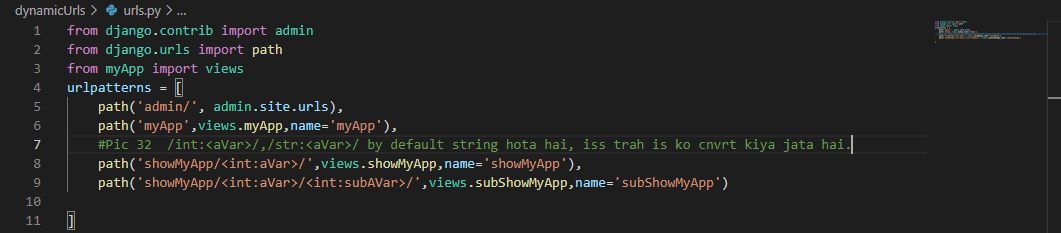 dynamicUrls > urls.py > ...
1 from django.contrib import admin
2 from django.urls import path
3 from myApp import views
4 urlpatterns = [
5     path('admin/', admin.site.urls),
6     path('myApp',views.myApp,name='myApp'),
7     #Pic 32  /int:<aVar>/,/str:<aVar>/ by default string hota hai, iss trah is ko cnvrt kiya jata hai.
8     path('showMyApp/<int:aVar>/',views.showMyApp,name='showMyApp'),
9     path('showMyApp/<int:aVar>/<int:subAVar>/',views.subShowMyApp,name='subShowMyApp')
10
11 ]